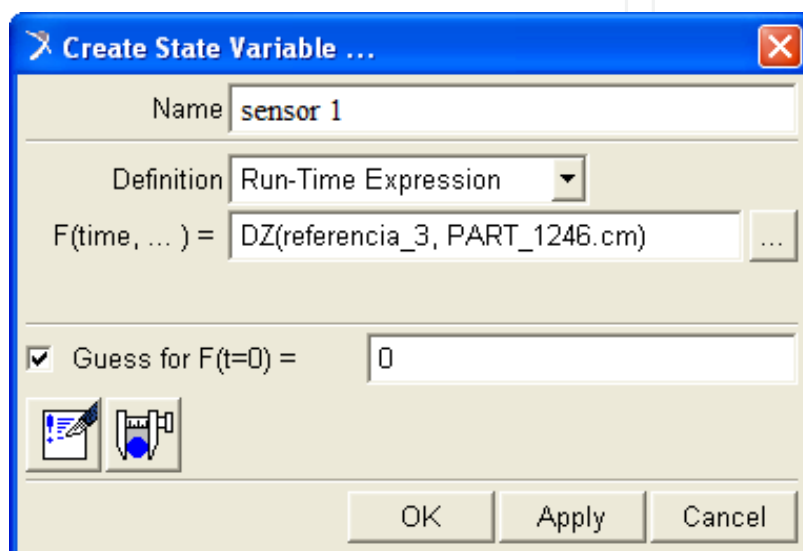 Create State Variable ...
Name sensor 1
Definition Run-Time Expression
F(time, ... ) = DZ(referencia_3, PART_1246.cm) ...
Guess for F(t=0) = 0
OK Apply Cancel